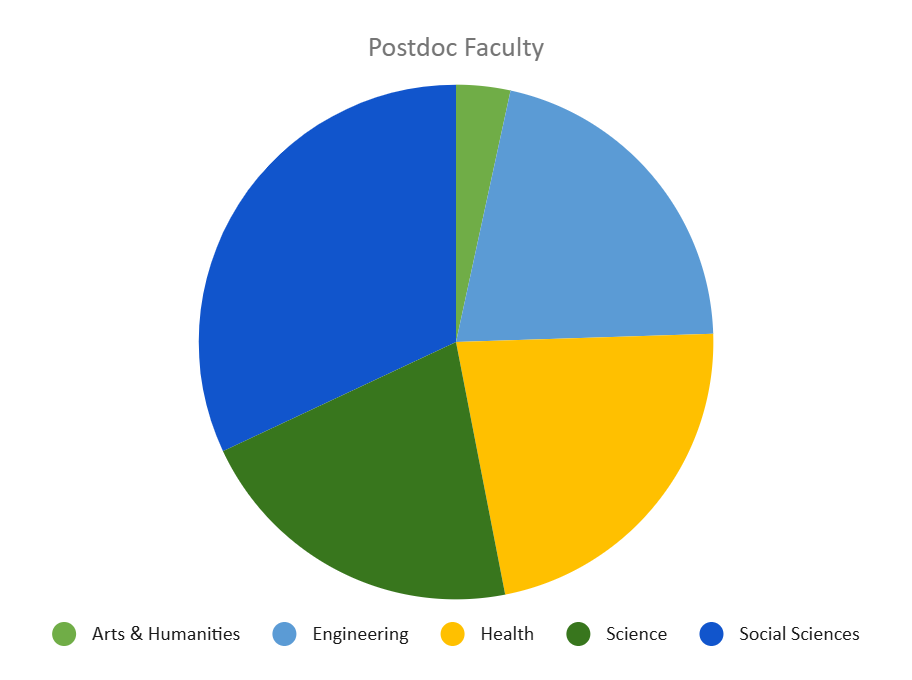 Postdoc Faculty
Arts & Humanities Engineering Health Science Social Sciences